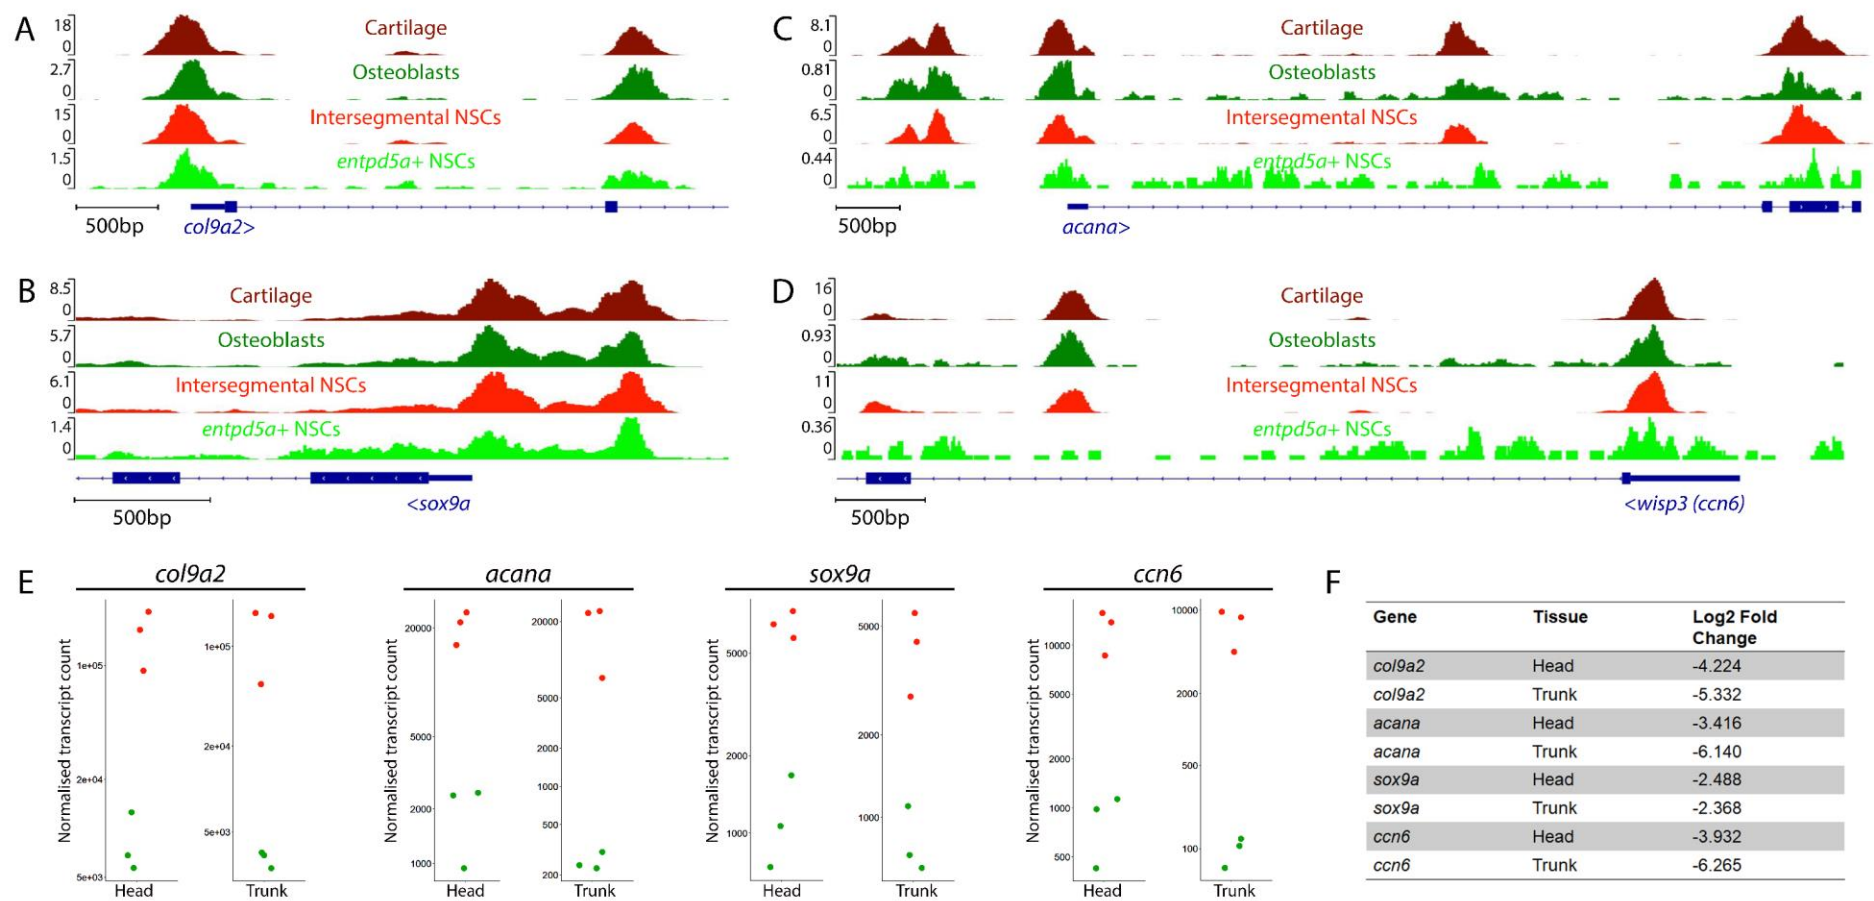 A
18
0
Cartilage
2.7
0
Osteoblasts
15
0
Intersegmental NSCs
1.5
0
entpd5a+ NSCs
500bp
col9a2>
C
8.1
0
Cartilage
0.81
0
Osteoblasts
6.5
0
Intersegmental NSCs
0.44
0
entpd5a+ NSCs
500bp
acana>
B
8.5
0
Cartilage
5.7
0
Osteoblasts
6.1
0
Intersegmental NSCs
1.4
0
entpd5a+ NSCs
<sox9a
500bp
D
16
0
Cartilage
0.93
0
Osteoblasts
11
0
Intersegmental NSCs
0.36
0
entpd5a+ NSCs
500bp
<wisp3 (ccn6)
E
col9a2
Normalised transcript count
1e+05
2e+04
5e+03
Head
1e+05
2e+04
5e+03
Trunk
acana
Normalised transcript count
20000
5000
2000
1000
Head
20000
5000
2000
1000
500
200
Trunk
sox9a
Normalised transcript count
5000
2000
1000
Head
5000
2000
1000
Trunk
ccn6
Normalised transcript count
10000
5000
2000
1000
500
Head
10000
2000
500
100
Trunk
F
Gene Tissue Log2 Fold
Change
col9a2 Head -4.224
col9a2 Trunk -5.332
acana Head -3.416
acana Trunk -6.140
sox9a Head -2.488
sox9a Trunk -2.368
ccn6 Head -3.932
ccn6 Trunk -6.265